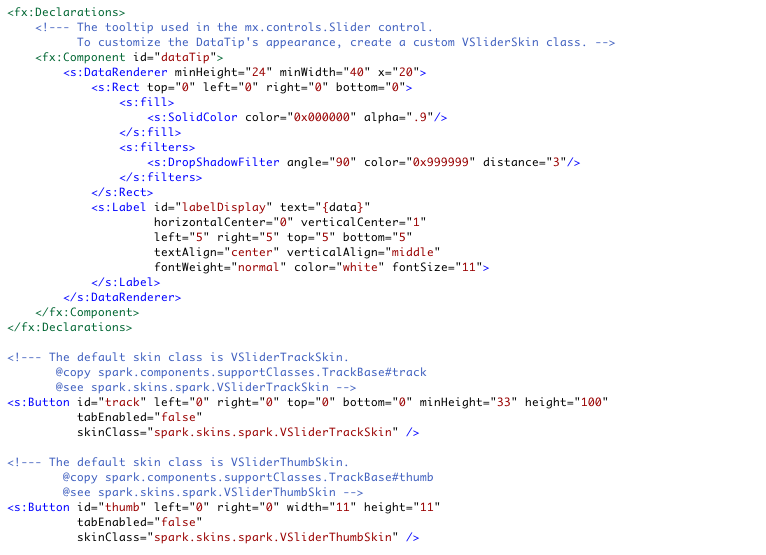 <fx:Declarations>
    <!--- The tooltip used in the mx.controls.Slider control.
          To customize the DataTip's appearance, create a custom VSliderSkin class. -->
    <fx:Component id="dataTip">
        <s:DataRenderer minHeight="24" minWidth="40" x="20">
            <s:Rect top="0" left="0" right="0" bottom="0">
                <s:fill>
                    <s:SolidColor color="0x000000" alpha=".9"/>
                </s:fill>
                <s:filters>
                    <s:DropShadowFilter angle="90" color="0x999999" distance="3"/>
                </s:filters>
            </s:Rect>
            <s:Label id="labelDisplay" text="{data}"
                     horizontalCenter="0" verticalCenter="1"
                     left="5" right="5" top="5" bottom="5"
                     textAlign="center" verticalAlign="middle"
                     fontWeight="normal" color="white" fontSize="11">
            </s:Label>
        </s:DataRenderer>
    </fx:Component>
</fx:Declarations>

<!--- The default skin class is VSliderTrackSkin.
       @copy spark.components.supportClasses.TrackBase#track
       @see spark.skins.spark.VSliderTrackSkin -->
<s:Button id="track" left="0" right="0" top="0" bottom="0" minHeight="33" height="100"
          tabEnabled="false"
          skinClass="spark.skins.spark.VSliderTrackSkin" />

<!--- The default skin class is VSliderThumbSkin.
        @copy spark.components.supportClasses.TrackBase#thumb
        @see spark.skins.spark.VSliderThumbSkin -->
<s:Button id="thumb" left="0" right="0" width="11" height="11"
          tabEnabled="false"
          skinClass="spark.skins.spark.VSliderThumbSkin" />